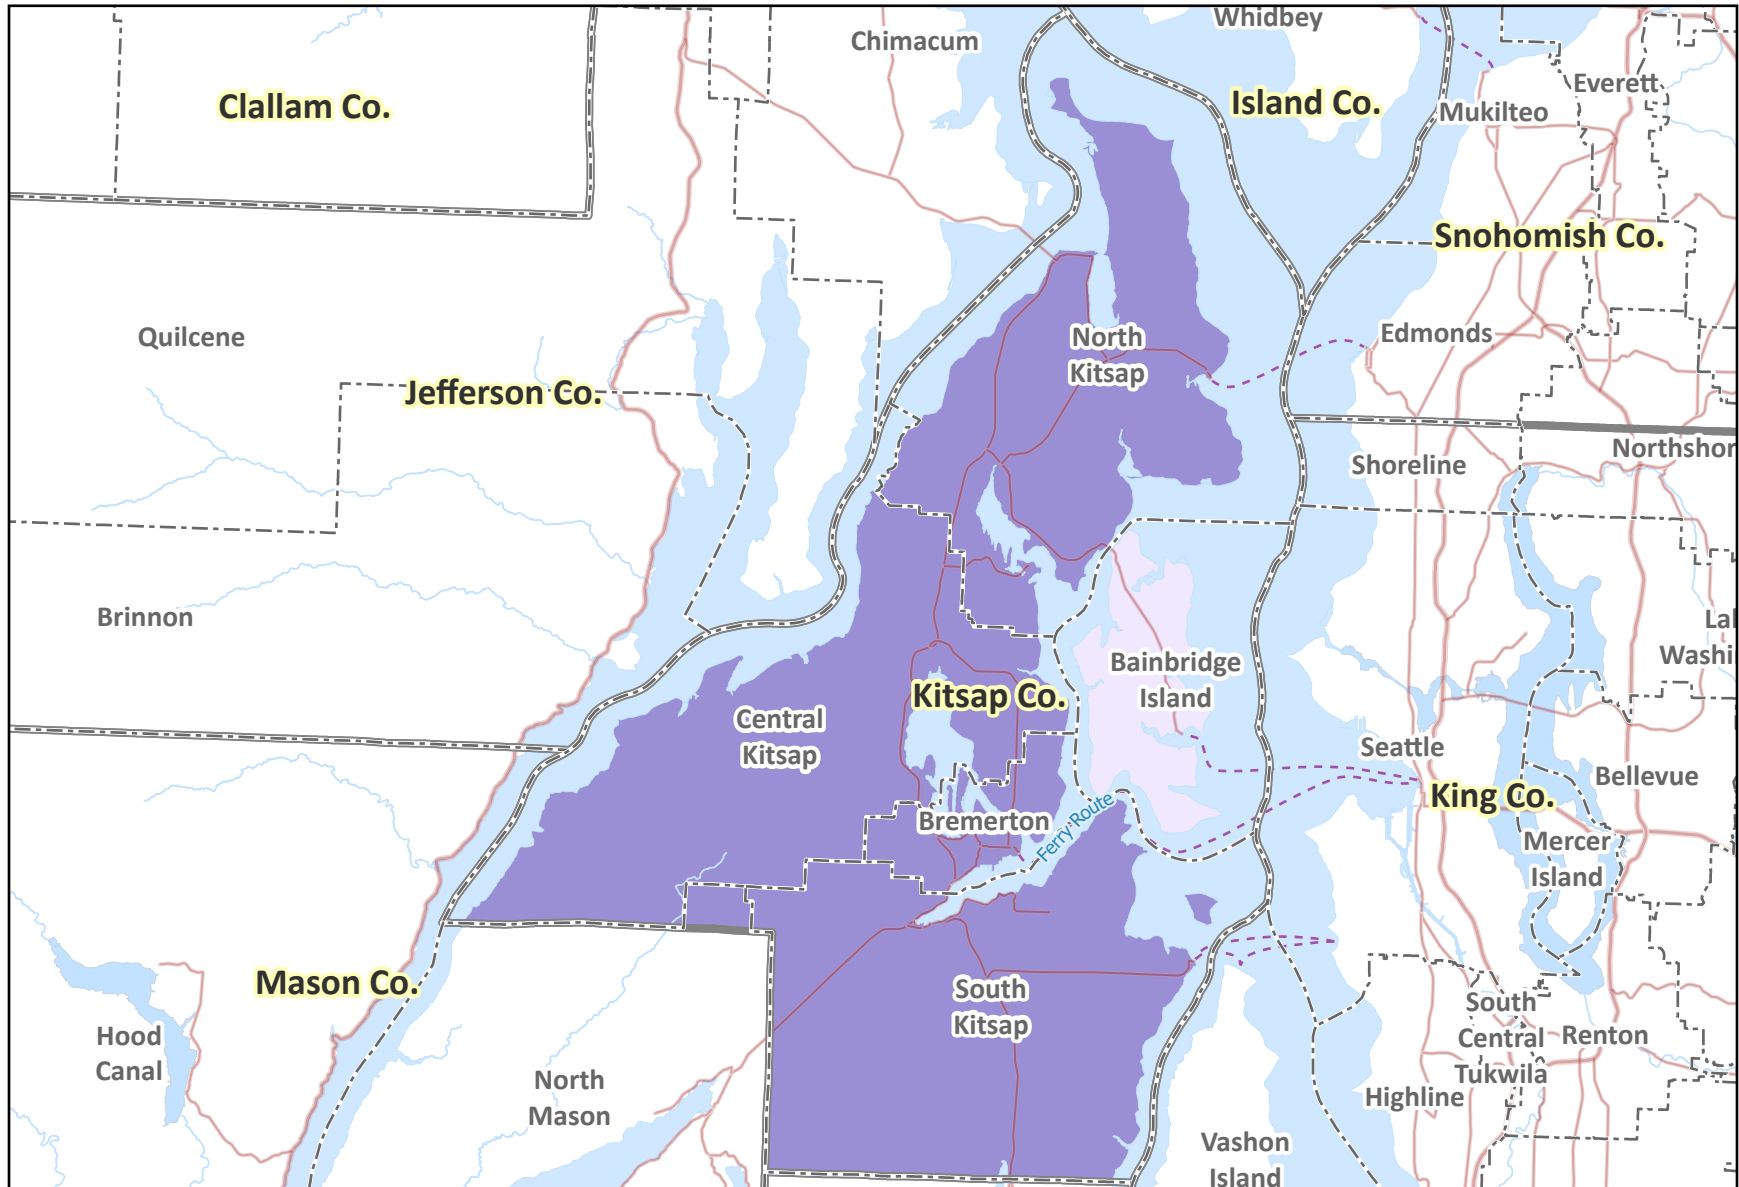 Whidbey
Chimacum
Everett
Clallam Co.
Island Co.
Mukilteo
Snohomish Co.
Quilcene
North
Kitsap
Edmonds
Jefferson Co.
Northshor
Shoreline
Brinnon
Lal
Washi
Bainbridge
Island
Kitsap Co.
Central
Kitsap
Seattle
Bellevue
King Co.
Bremerton
Ferry Route
Mercer
Island
Mason Co.
South
Kitsap
South
Central
Hood
Canal
Renton
Tukwila
North
Mason
Highline
Vashon
Island